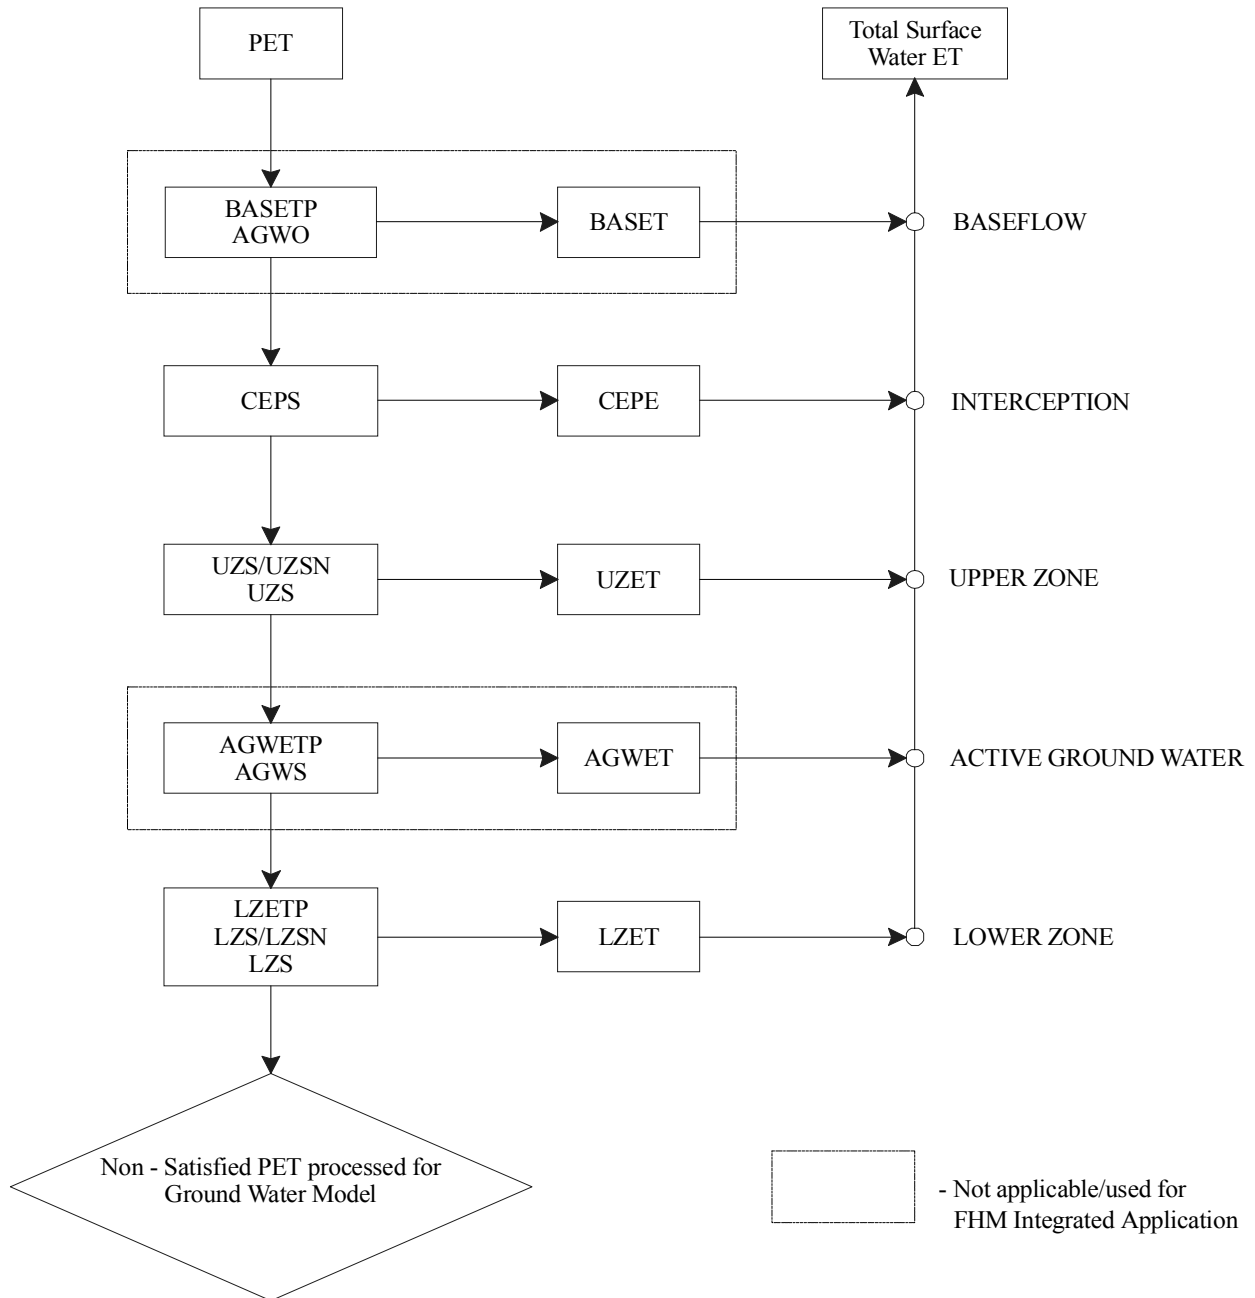 PET
Total Surface
Water ET
BASETP
AGWO
BASET
BASEFLOW
CEPS
CEPE
INTERCEPTION
UZS/UZSN
UZS
UZET
UPPER ZONE
AGWETP
AGWS
AGWET
ACTIVE GROUND WATER
LZETP
LZS/LZSN
LZS
LZET
LOWER ZONE
Non - Satisfied PET processed for
Ground Water Model
- Not applicable/used for
FHM Integrated Application